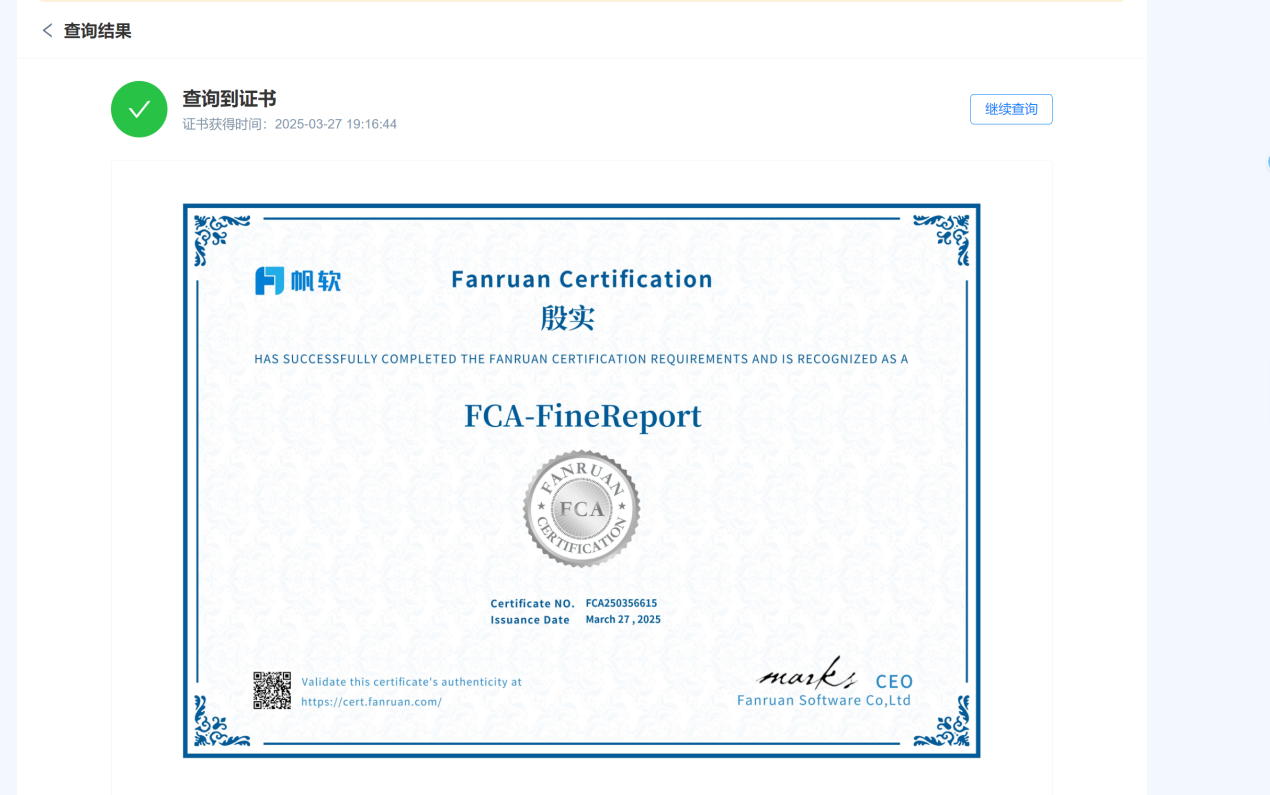 查询结果
查询到证书
证书获得时间：2025-03-27 19:16:44
继续查询
帆软
Fanruan Certification
殷实
HAS SUCCESSFULLY COMPLETED THE FANRUAN CERTIFICATION REQUIREMENTS AND IS RECOGNIZED AS A
FCA-FineReport
FANRUAN
FCA
CERTIFICATION
Certificate NO. FCA250356615
Issuance Date March 27 , 2025
Validate this certificate's authenticity at
https://cert.fanruan.com/
marks CEO
Fanruan Software Co,Ltd